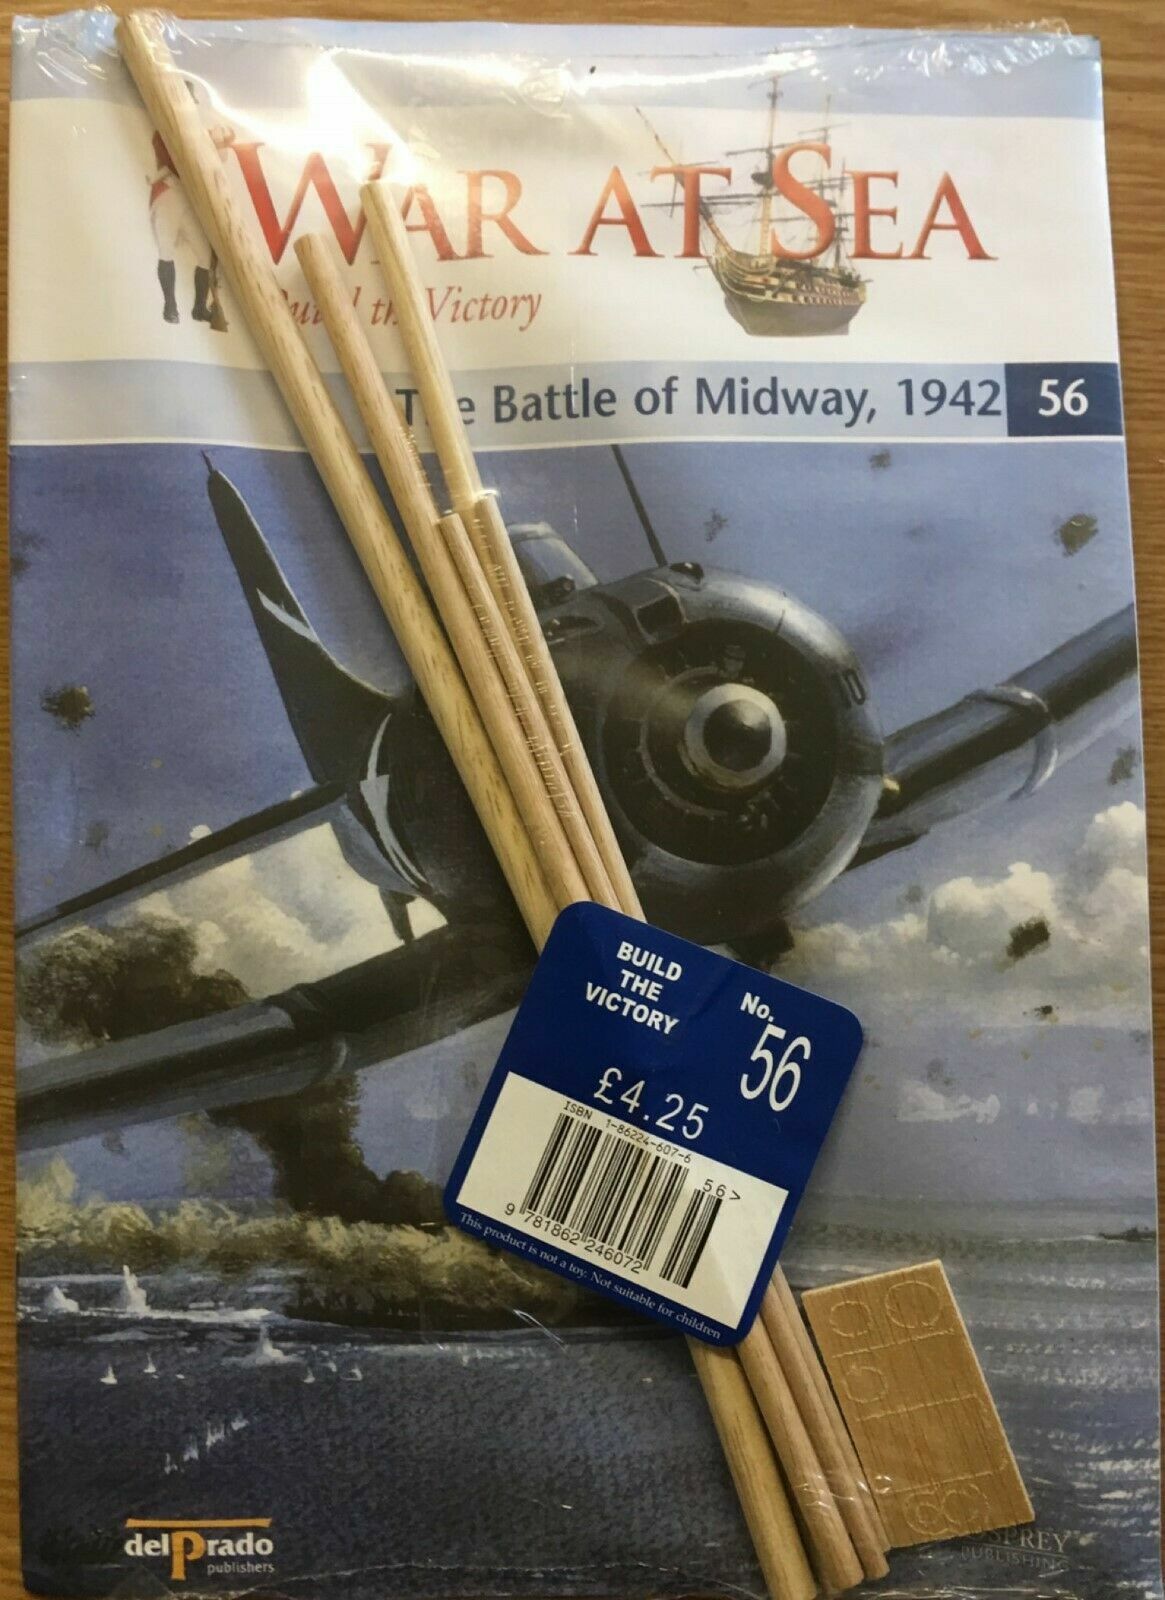 WAR AT SEA
Build the Victory
The Battle of Midway, 1942 56
BUILD
THE
VICTORY
No.
56
£4.25
ISBN 1-86224-607-6
56>
9 781862 246072
This product is not a toy. Not suitable for children
delPrado
publishers
OSPREY
PUBLISHING